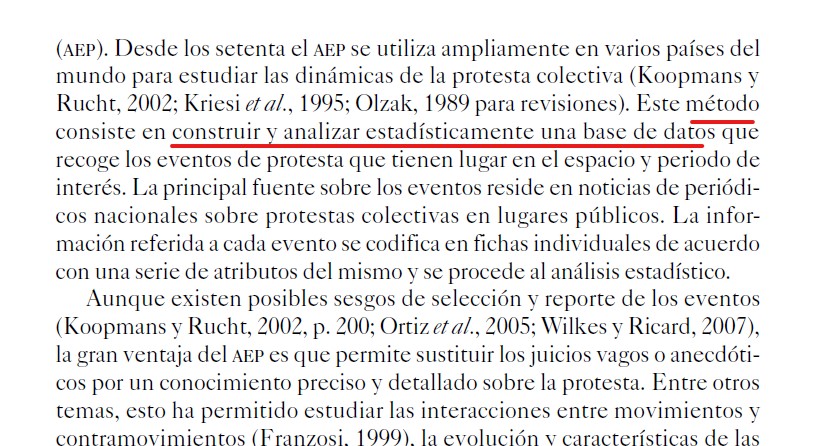 (AEP). Desde los setenta el AEP se utiliza ampliamente en varios países del
mundo para estudiar las dinámicas de la protesta colectiva (Koopmans y
Rucht, 2002; Kriesi et al., 1995; Olzak, 1989 para revisiones). Este método
consiste en construir y analizar estadísticamente una base de datos que
recoge los eventos de protesta que tienen lugar en el espacio y periodo de
interés. La principal fuente sobre los eventos reside en noticias de periódi-
cos nacionales sobre protestas colectivas en lugares públicos. La infor-
mación referida a cada evento se codifica en fichas individuales de acuerdo
con una serie de atributos del mismo y se procede al análisis estadístico.
Aunque existen posibles sesgos de selección y reporte de los eventos
(Koopmans y Rucht, 2002, p. 200; Ortiz et al., 2005; Wilkes y Ricard, 2007),
la gran ventaja del AEP es que permite sustituir los juicios vagos o anecdóti-
cos por un conocimiento preciso y detallado sobre la protesta. Entre otros
temas, esto ha permitido estudiar las interacciones entre movimientos y
contramovimientos (Franzosi, 1999), la evolución y características de las